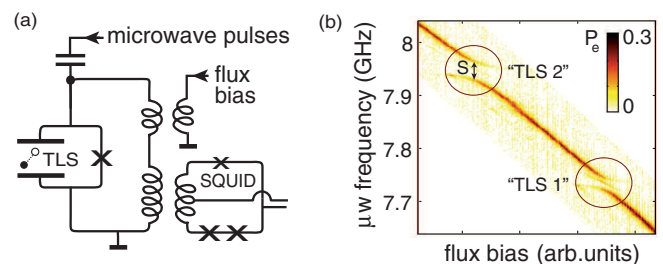 (a)
microwave pulses
flux
bias
TLS
SQUID
(b)
μw frequency (GHz)
8
7.9
7.8
7.7
S
"TLS 2"
"TLS 1"
Pe
0.3
0
flux bias (arb.units)